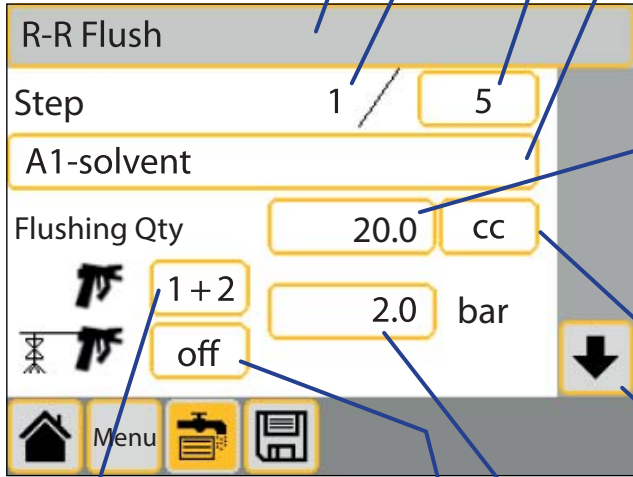 R-R Flush
Step 1 / 5
A1-solvent
Flushing Qty 20.0 cc
1 + 2
2.0 bar
off
Menu